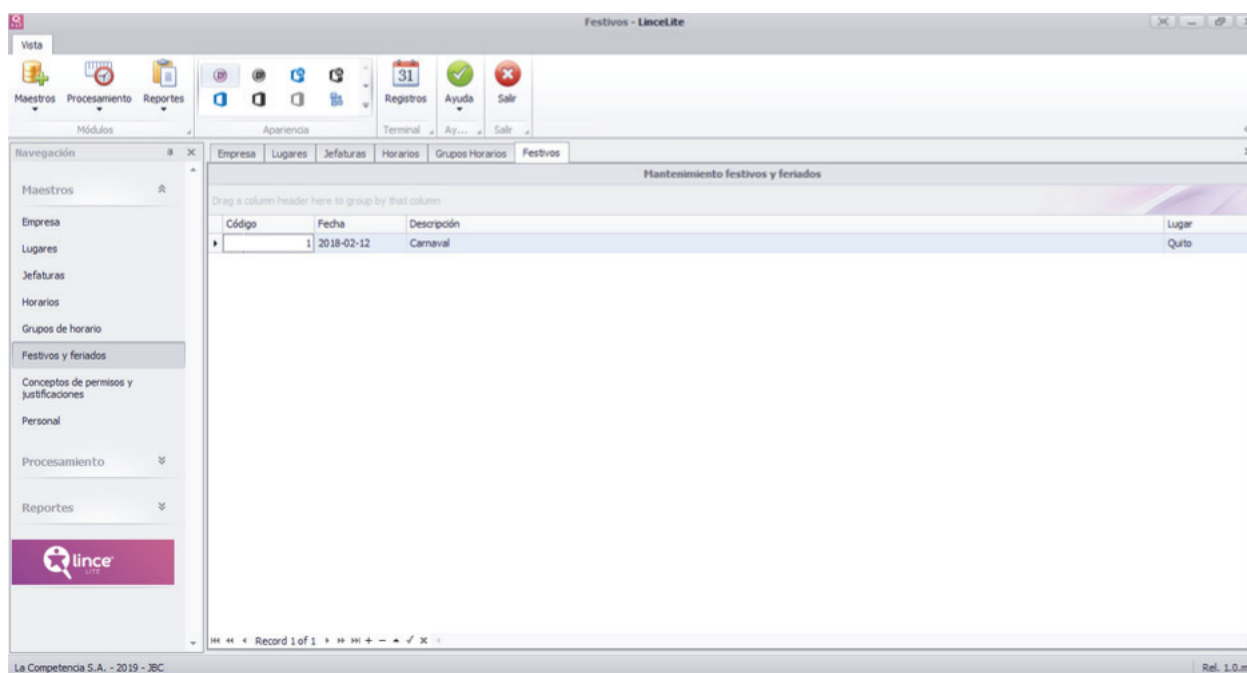 Festivos - LinceLite
Vista
Maestros Procesamiento Reportes
Registros Ayuda Salir
31
Módulos Apariencia Terminal Ay... Salir
Navegación
Empresa Lugares Jefaturas Horarios Grupos Horarios Festivos
Mantenimiento festivos y feriados
Maestros
Drag a column header here to group by that column
Empresa
Código Fecha Descripción Lugar
1 2018-02-12 Carnaval Quito
Lugares
Jefaturas
Horarios
Grupos de horario
Festivos y feriados
Conceptos de permisos y
justificaciones
Personal
Procesamiento
Reportes
lince
LITE
Record 1 of 1
La Competencia S.A. - 2019 - JBC
Rel. 1.0.